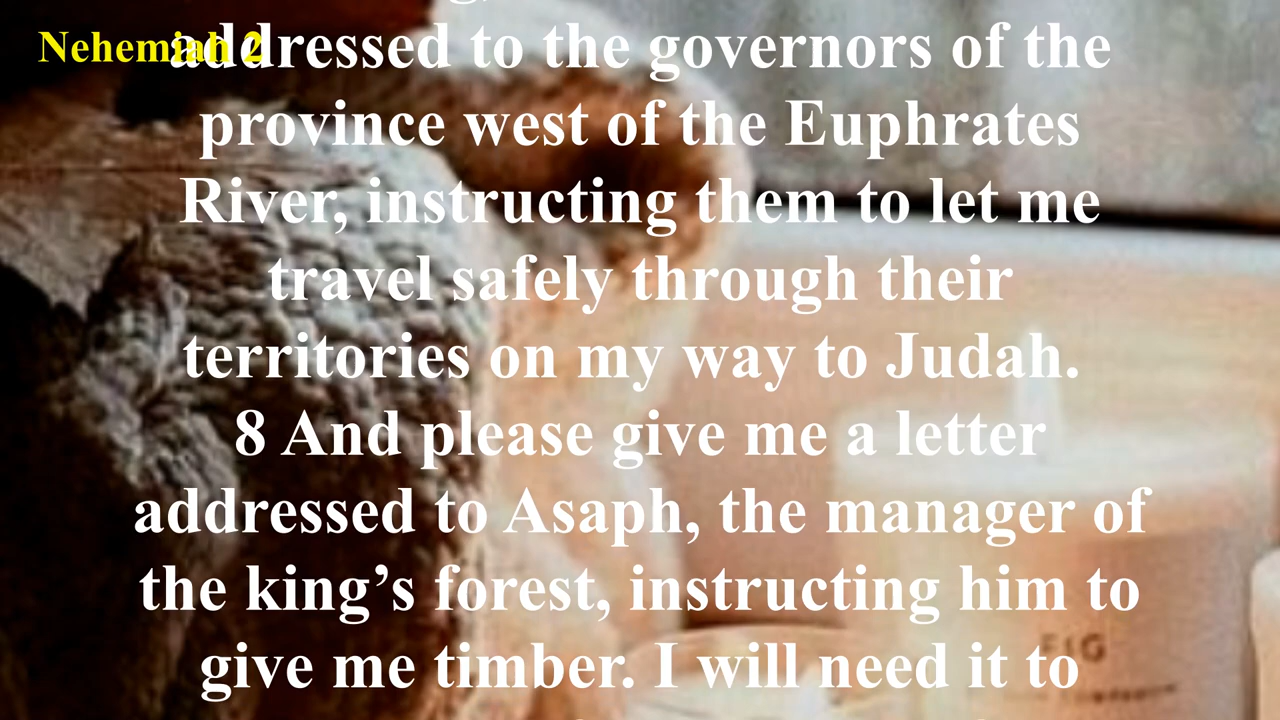 Nehemiah 2
addressed to the governors of the
province west of the Euphrates
River, instructing them to let me
travel safely through their
territories on my way to Judah.
8 And please give me a letter
addressed to Asaph, the manager of
the king’s forest, instructing him to
give me timber. I will need it to
FIG